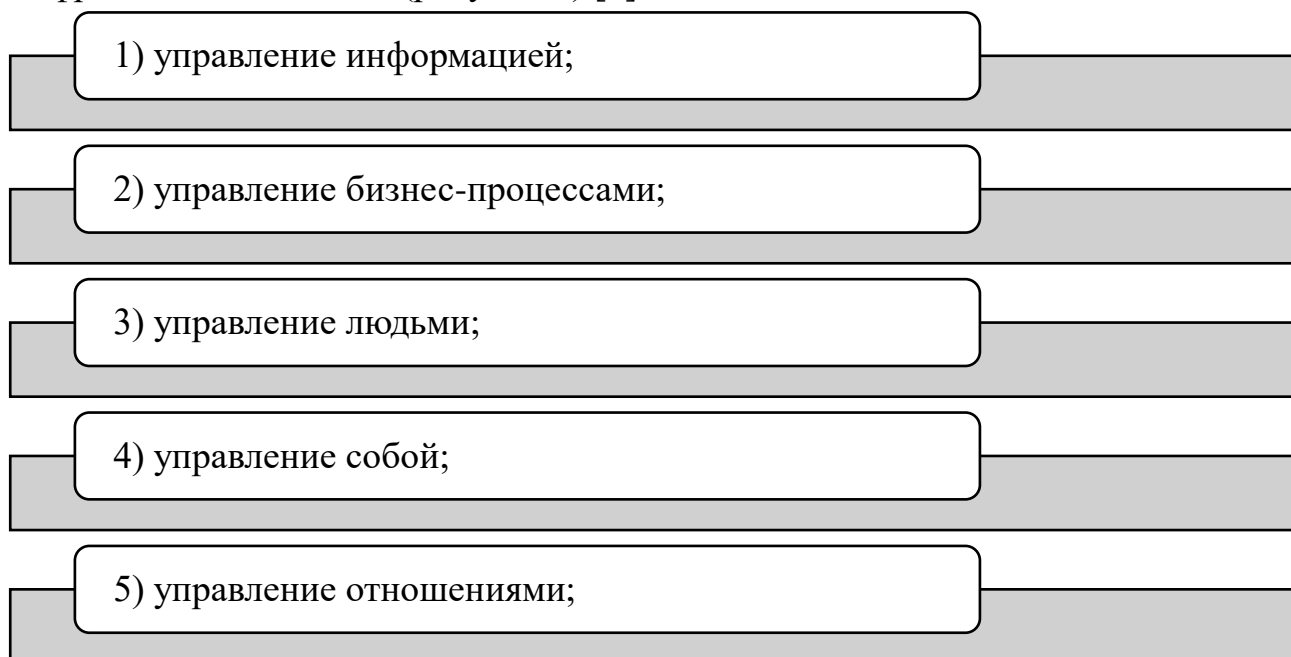 1) управление информацией;
2) управление бизнес-процессами;
3) управление людьми;
4) управление собой;
5) управление отношениями;